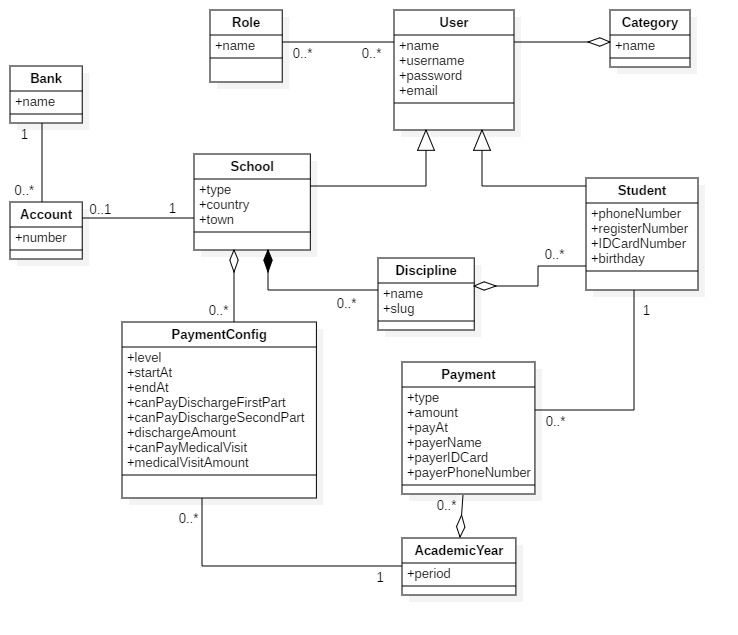 Role
+name
0..*
0..*
User
+name
+username
+password
+email
Category
+name
Bank
+name
1
0..*
Account
+number
0..1
1
School
+type
+country
+town
Student
+phoneNumber
+registerNumber
+IDCardNumber
+birthday
0..*
0..*
Discipline
+name
+slug
0..*
1
PaymentConfig
+level
+startAt
+endAt
+canPayDischargeFirstPart
+canPayDischargeSecondPart
+dischargeAmount
+canPayMedicalVisit
+medicalVisitAmount
Payment
+type
+amount
+payAt
+payerName
+payerIDCard
+payerPhoneNumber
0..*
0..*
0..*
AcademicYear
+period
1